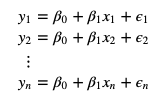 y₁ = β₀ + β₁x₁ + ϵ₁
y₂ = β₀ + β₁x₂ + ϵ₂
⋮
yₙ = β₀ + β₁xₙ + ϵₙ